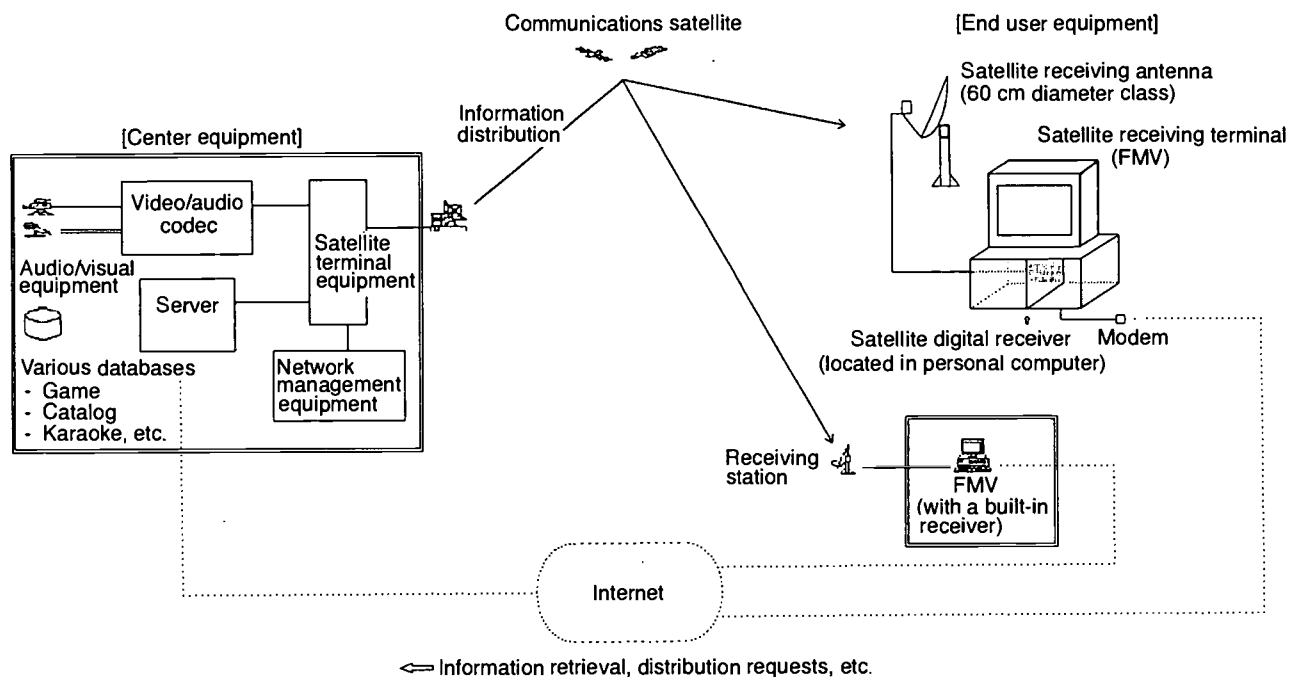 Communications satellite
[End user equipment]
Satellite receiving antenna
(60 cm diameter class)
Satellite receiving terminal
(FMV)
Information
distribution
[Center equipment]
Video/audio
codec
Satellite
terminal
equipment
Audio/visual
equipment
Server
Various databases
- Game
- Catalog
- Karaoke, etc.
Network
management
equipment
Satellite digital receiver
(located in personal computer)
Modem
Receiving
station
FMV
(with a built-in
receiver)
Internet
⇐ Information retrieval, distribution requests, etc.